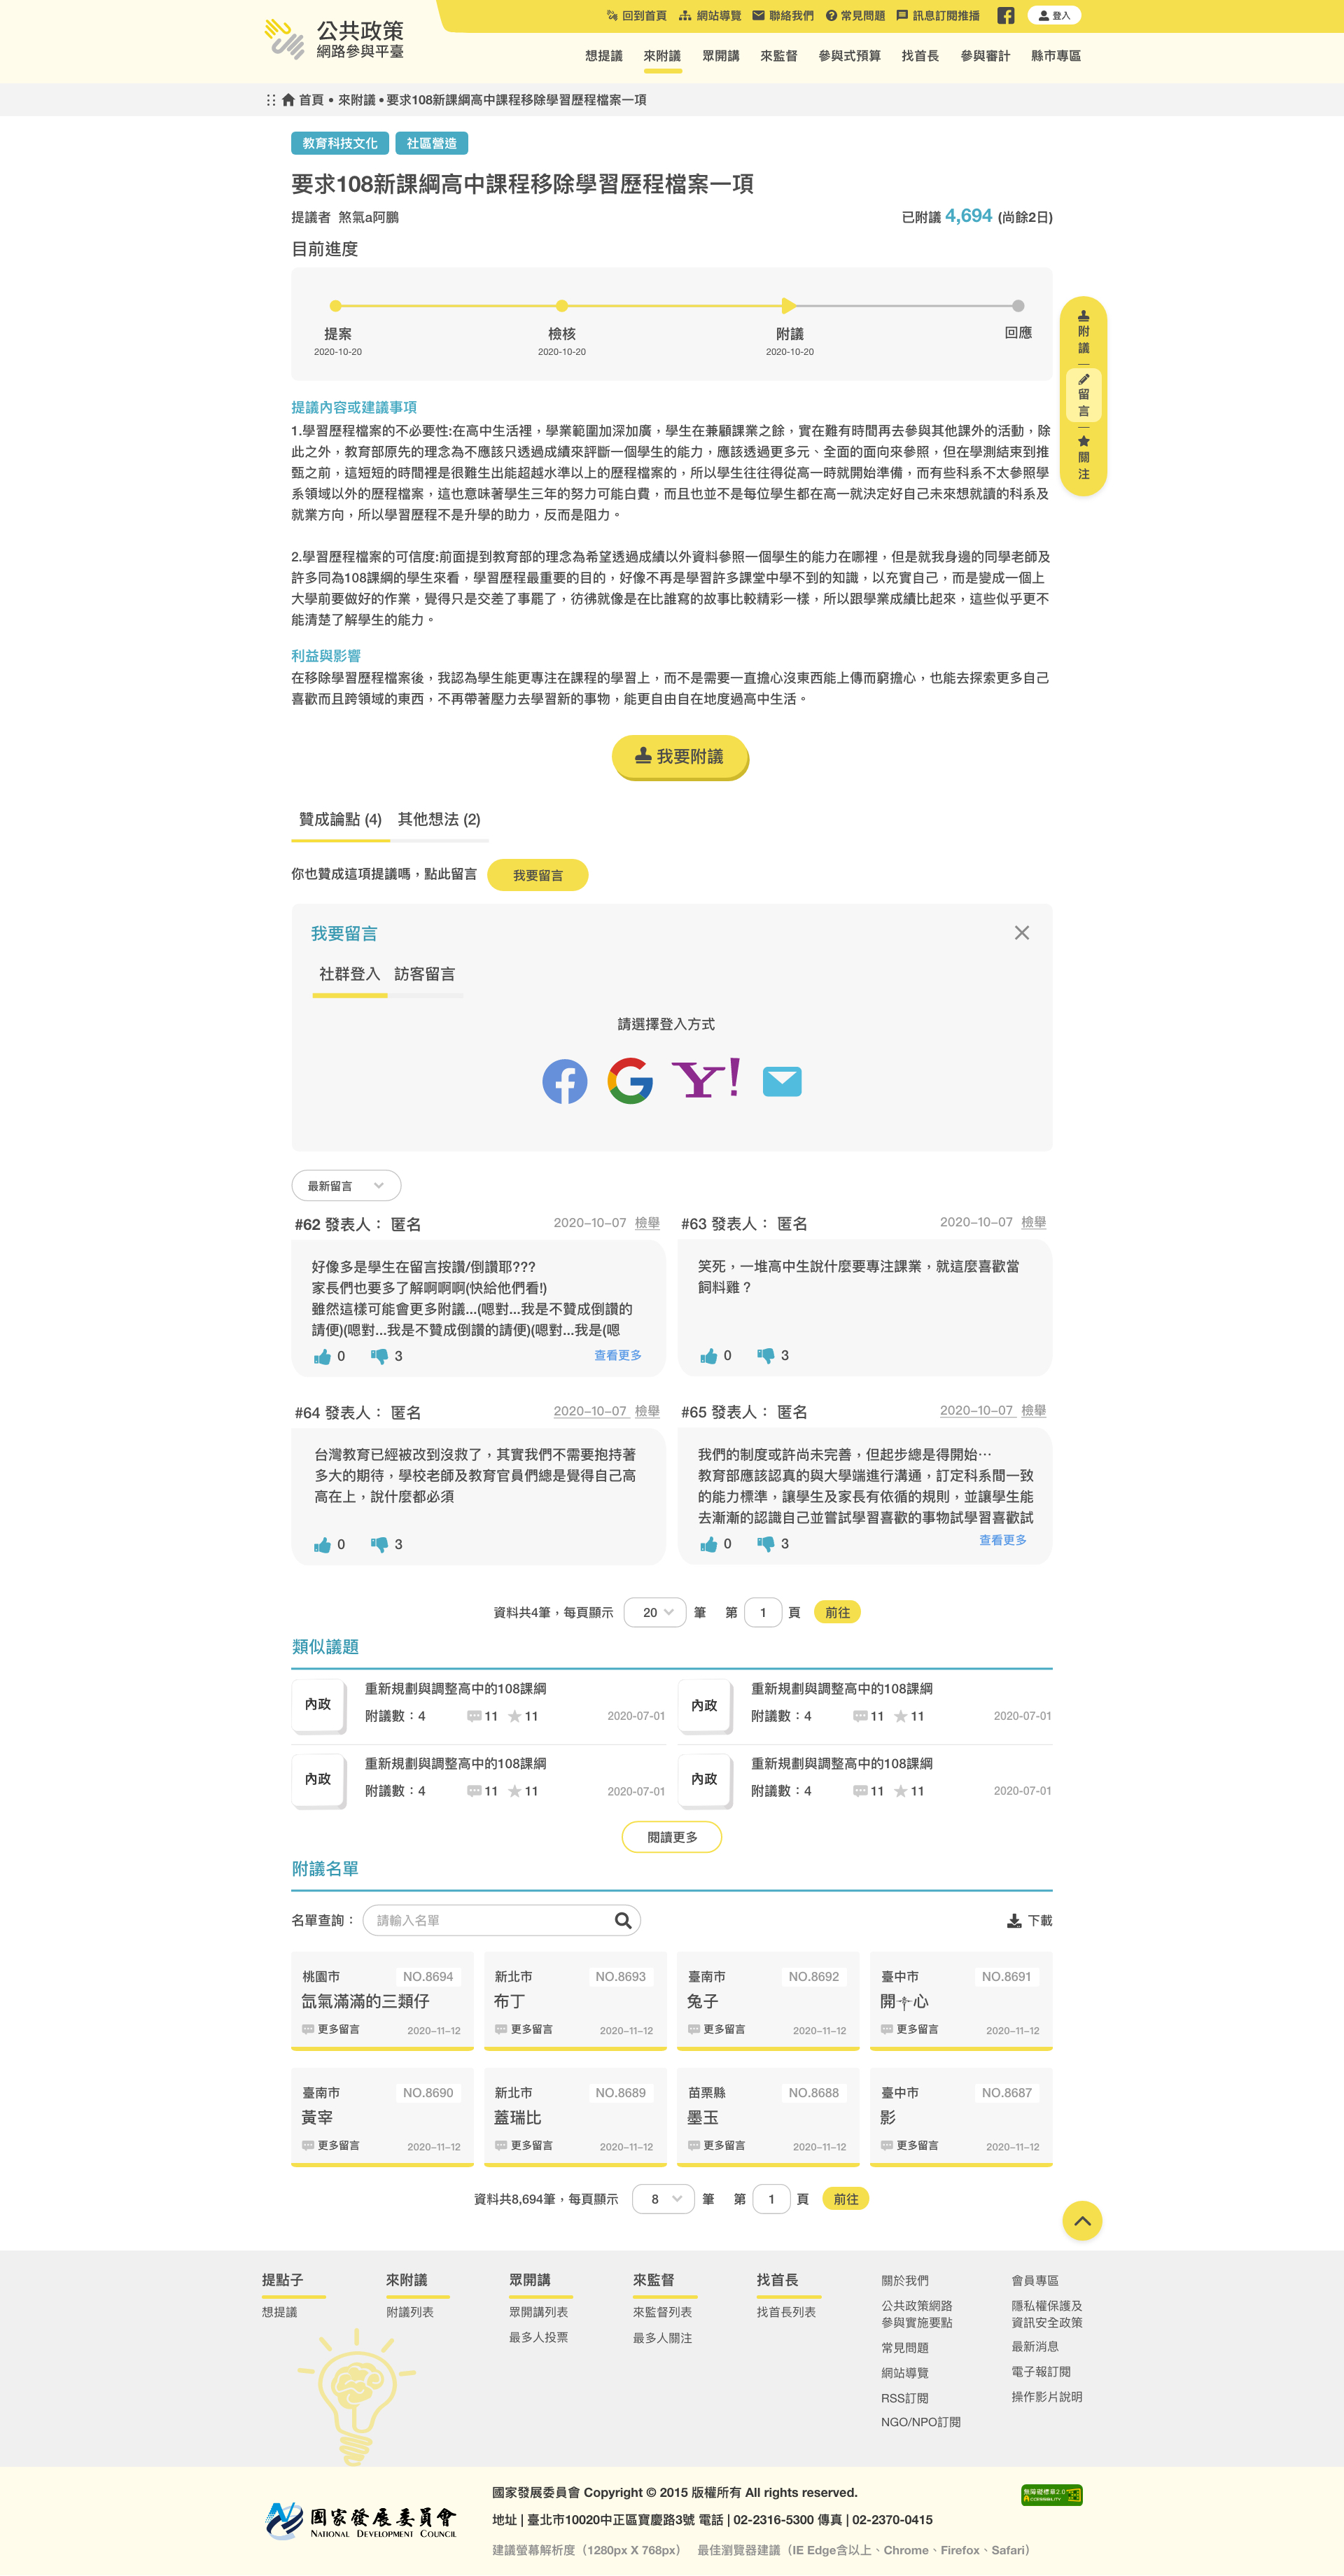 公共政策
網路參與平臺
回到首頁 網站導覽 聯絡我們 常見問題 訊息訂閱推播 登入
想提議 來附議 眾開講 來監督 參與式預算 找首長 參與審計 縣市專區
首頁 • 來附議 • 要求108新課綱高中課程移除學習歷程檔案一項
教育科技文化 社區營造
要求108新課綱高中課程移除學習歷程檔案一項
提議者 煞氣a阿鵬
已附議 4,694 (尚餘2日)
目前進度
提案 檢核 附議 回應
2020-10-20 2020-10-20 2020-10-20
附議
留言
關注
提議內容或建議事項
1.學習歷程檔案的不必要性:在高中生活裡，學業範圍加深加廣，學生在兼顧課業之餘，實在難有時間再去參與其他課外的活動，除
此之外，教育部原先的理念為不應該只透過成績來評斷一個學生的能力，應該透過更多元、全面的面向來參照，但在學測結束到推
甄之前，這短短的時間裡是很難生出能超越水準以上的歷程檔案的，所以學生往往得從高一時就開始準備，而有些科系不太參照學
系領域以外的歷程檔案，這也意味著學生三年的努力可能白費，而且也並不是每位學生都在高一就決定好自己未來想就讀的科系及
就業方向，所以學習歷程不是升學的助力，反而是阻力。
2.學習歷程檔案的可信度:前面提到教育部的理念為希望透過成績以外資料參照一個學生的能力在哪裡，但是就我身邊的同學老師及
許多同為108課綱的學生來看，學習歷程最重要的目的，好像不再是學習許多課堂中學不到的知識，以充實自己，而是變成一個上
大學前要做好的作業，覺得只是交差了事罷了，彷彿就像是在比誰寫的故事比較精彩一樣，所以跟學業成績比起來，這些似乎更不
能清楚了解學生的能力。
利益與影響
在移除學習歷程檔案後，我認為學生能更專注在課程的學習上，而不是需要一直擔心沒東西能上傳而窮擔心，也能去探索更多自己
喜歡而且跨領域的東西，不再帶著壓力去學習新的事物，能更自由自在地度過高中生活。
我要附議
贊成論點 (4) 其他想法 (2)
你也贊成這項提議嗎，點此留言 我要留言
我要留言
社群登入 訪客留言
請選擇登入方式
Y!
最新留言
#62 發表人： 匿名 2020-10-07 檢舉
好像多是學生在留言按讚/倒讚耶???
家長們也要多了解啊啊啊(快給他們看!)
雖然這樣可能會更多附議...(嗯對...我是不贊成倒讚的
請便)(嗯對...我是不贊成倒讚的請便)(嗯對...我是(嗯
0 3 查看更多
#63 發表人： 匿名 2020-10-07 檢舉
笑死，一堆高中生說什麼要專注課業，就這麼喜歡當
飼料雞？
0 3
#64 發表人： 匿名 2020-10-07 檢舉
台灣教育已經被改到沒救了，其實我們不需要抱持著
多大的期待，學校老師及教育官員們總是覺得自己高
高在上，說什麼都必須
0 3
#65 發表人： 匿名 2020-10-07 檢舉
我們的制度或許尚未完善，但起步總是得開始…
教育部應該認真的與大學端進行溝通，訂定科系間一致
的能力標準，讓學生及家長有依循的規則，並讓學生能
去漸漸的認識自己並嘗試學習喜歡的事物試學習喜歡試
0 3 查看更多
資料共4筆，每頁顯示 20 筆 第 1 頁 前往
類似議題
內政 重新規劃與調整高中的108課綱
附議數：4 11 11 2020-07-01
內政 重新規劃與調整高中的108課綱
附議數：4 11 11 2020-07-01
內政 重新規劃與調整高中的108課綱
附議數：4 11 11 2020-07-01
內政 重新規劃與調整高中的108課綱
附議數：4 11 11 2020-07-01
閱讀更多
附議名單
名單查詢： 請輸入名單 下載
桃園市 NO.8694
氙氣滿滿的三類仔
更多留言 2020-11-12
新北市 NO.8693
布丁
更多留言 2020-11-12
臺南市 NO.8692
兔子
更多留言 2020-11-12
臺中市 NO.8691
開╬心
更多留言 2020-11-12
臺南市 NO.8690
黃宰
更多留言 2020-11-12
新北市 NO.8689
蓋瑞比
更多留言 2020-11-12
苗栗縣 NO.8688
墨玉
更多留言 2020-11-12
臺中市 NO.8687
影
更多留言 2020-11-12
資料共8,694筆，每頁顯示 8 筆 第 1 頁 前往
提點子
想提議
來附議
附議列表
眾開講
眾開講列表
最多人投票
來監督
來監督列表
最多人關注
找首長
找首長列表
關於我們
公共政策網路
參與實施要點
常見問題
網站導覽
RSS訂閱
NGO/NPO訂閱
會員專區
隱私權保護及
資訊安全政策
最新消息
電子報訂閱
操作影片說明
國家發展委員會
NATIONAL DEVELOPMENT COUNCIL
國家發展委員會 Copyright © 2015 版權所有 All rights reserved.
地址 | 臺北市10020中正區寶慶路3號 電話 | 02-2316-5300 傳真 | 02-2370-0415
建議螢幕解析度（1280px X 768px） 最佳瀏覽器建議（IE Edge含以上、Chrome、Firefox、Safari）
無障礙標章2.0
ACCESSIBILITY